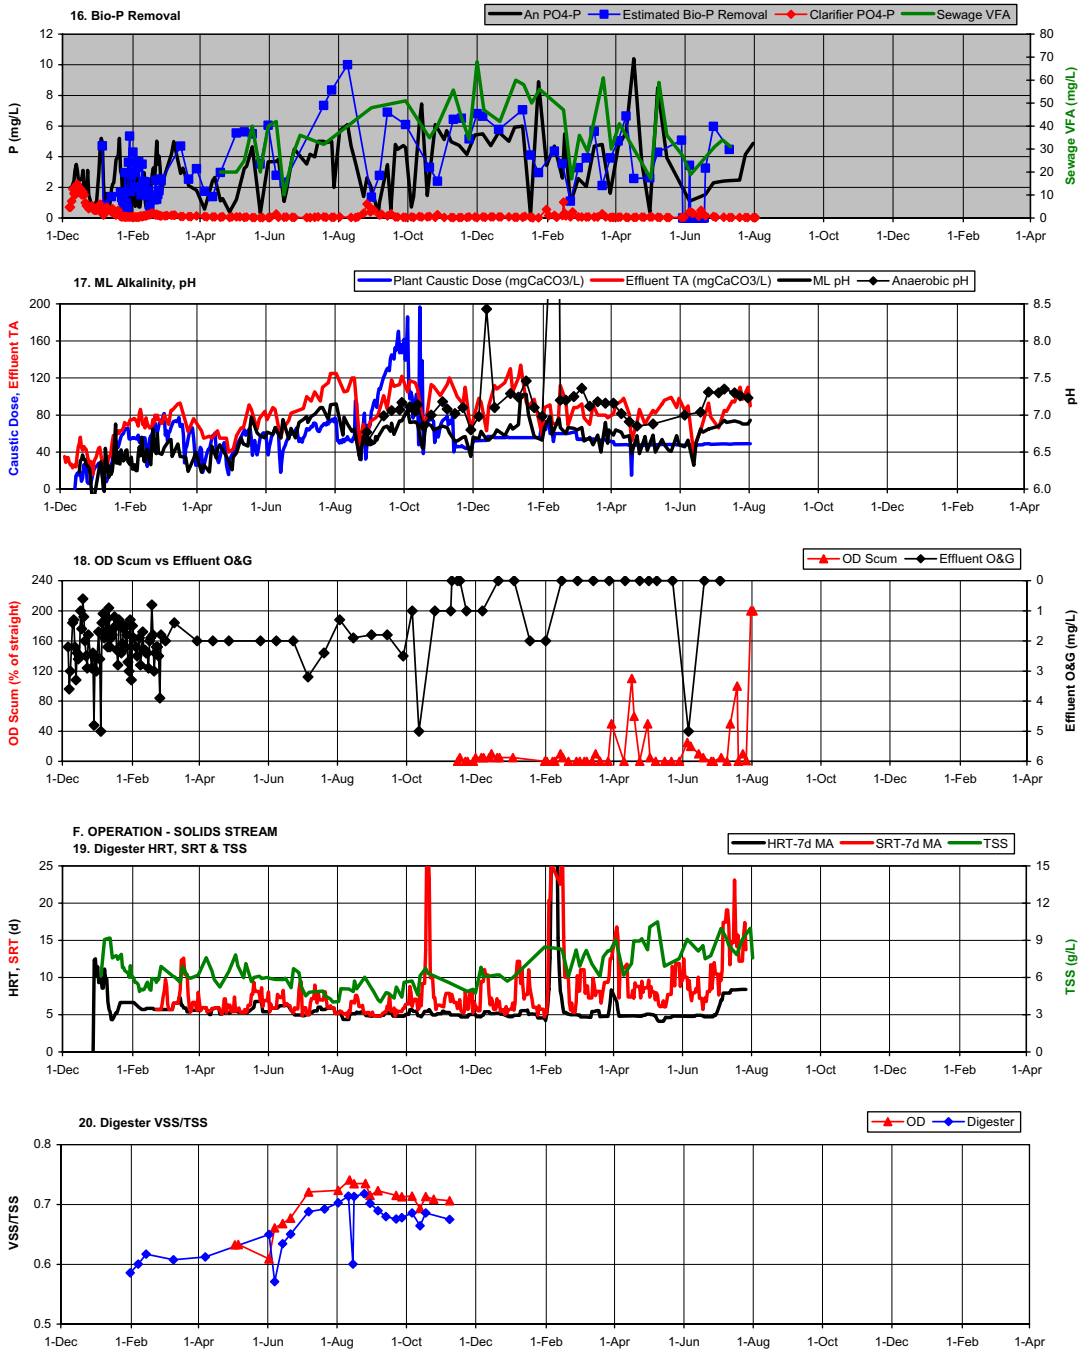 16. Bio-P Removal
An PO4-P Estimated Bio-P Removal Clarifier PO4-P Sewage VFA
P (mg/L)
12
10
8
6
4
2
0
80
70
60
50
40
30
20
10
0
Sewage VFA (mg/L)
1-Dec 1-Feb 1-Apr 1-Jun 1-Aug 1-Oct 1-Dec 1-Feb 1-Apr 1-Jun 1-Aug 1-Oct 1-Dec 1-Feb 1-Apr
17. ML Alkalinity, pH
Plant Caustic Dose (mgCaCO3/L) Effluent TA (mgCaCO3/L) ML pH Anaerobic pH
Caustic Dose, Effluent TA
200
160
120
80
40
0
8.5
8.0
7.5
7.0
6.5
6.0
pH
1-Dec 1-Feb 1-Apr 1-Jun 1-Aug 1-Oct 1-Dec 1-Feb 1-Apr 1-Jun 1-Aug 1-Oct 1-Dec 1-Feb 1-Apr
18. OD Scum vs Effluent O&G
OD Scum Effluent O&G
OD Scum (% of straight)
240
200
160
120
80
40
0
0
1
2
3
4
5
6
Effluent O&G (mg/L)
1-Dec 1-Feb 1-Apr 1-Jun 1-Aug 1-Oct 1-Dec 1-Feb 1-Apr 1-Jun 1-Aug 1-Oct 1-Dec 1-Feb 1-Apr
F. OPERATION - SOLIDS STREAM
19. Digester HRT, SRT & TSS
HRT-7d MA SRT-7d MA TSS
HRT, SRT (d)
25
20
15
10
5
0
15
12
9
6
3
0
TSS (g/L)
1-Dec 1-Feb 1-Apr 1-Jun 1-Aug 1-Oct 1-Dec 1-Feb 1-Apr 1-Jun 1-Aug 1-Oct 1-Dec 1-Feb 1-Apr
20. Digester VSS/TSS
OD Digester
VSS/TSS
0.8
0.7
0.6
0.5
1-Dec 1-Feb 1-Apr 1-Jun 1-Aug 1-Oct 1-Dec 1-Feb 1-Apr 1-Jun 1-Aug 1-Oct 1-Dec 1-Feb 1-Apr